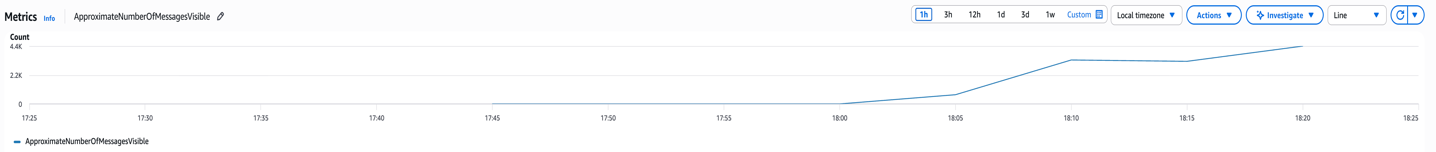 Metrics Info ApproximateNumberOfMessagesVisible 1h 3h 12h 1d 3d 1w Custom Local timezone Actions Investigate Line
Count
4.4K
2.2K
0
17:25 17:30 17:35 17:40 17:45 17:50 17:55 18:00 18:05 18:10 18:15 18:20 18:25
ApproximateNumberOfMessagesVisible